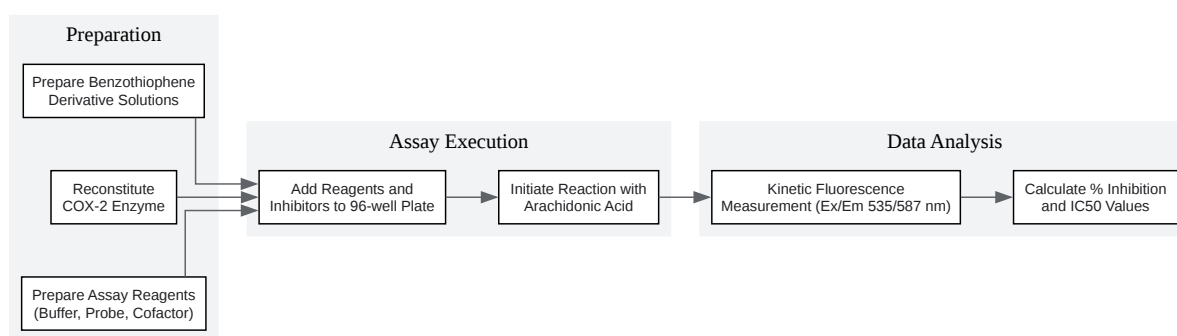 Preparation
Prepare Benzothiophene
Derivative Solutions
Reconstitute
COX-2 Enzyme
Prepare Assay Reagents
(Buffer, Probe, Cofactor)
Assay Execution
Add Reagents and
Inhibitors to 96-well Plate
Initiate Reaction with
Arachidonic Acid
Data Analysis
Kinetic Fluorescence
Measurement (Ex/Em 535/587 nm)
Calculate % Inhibition
and IC50 Values